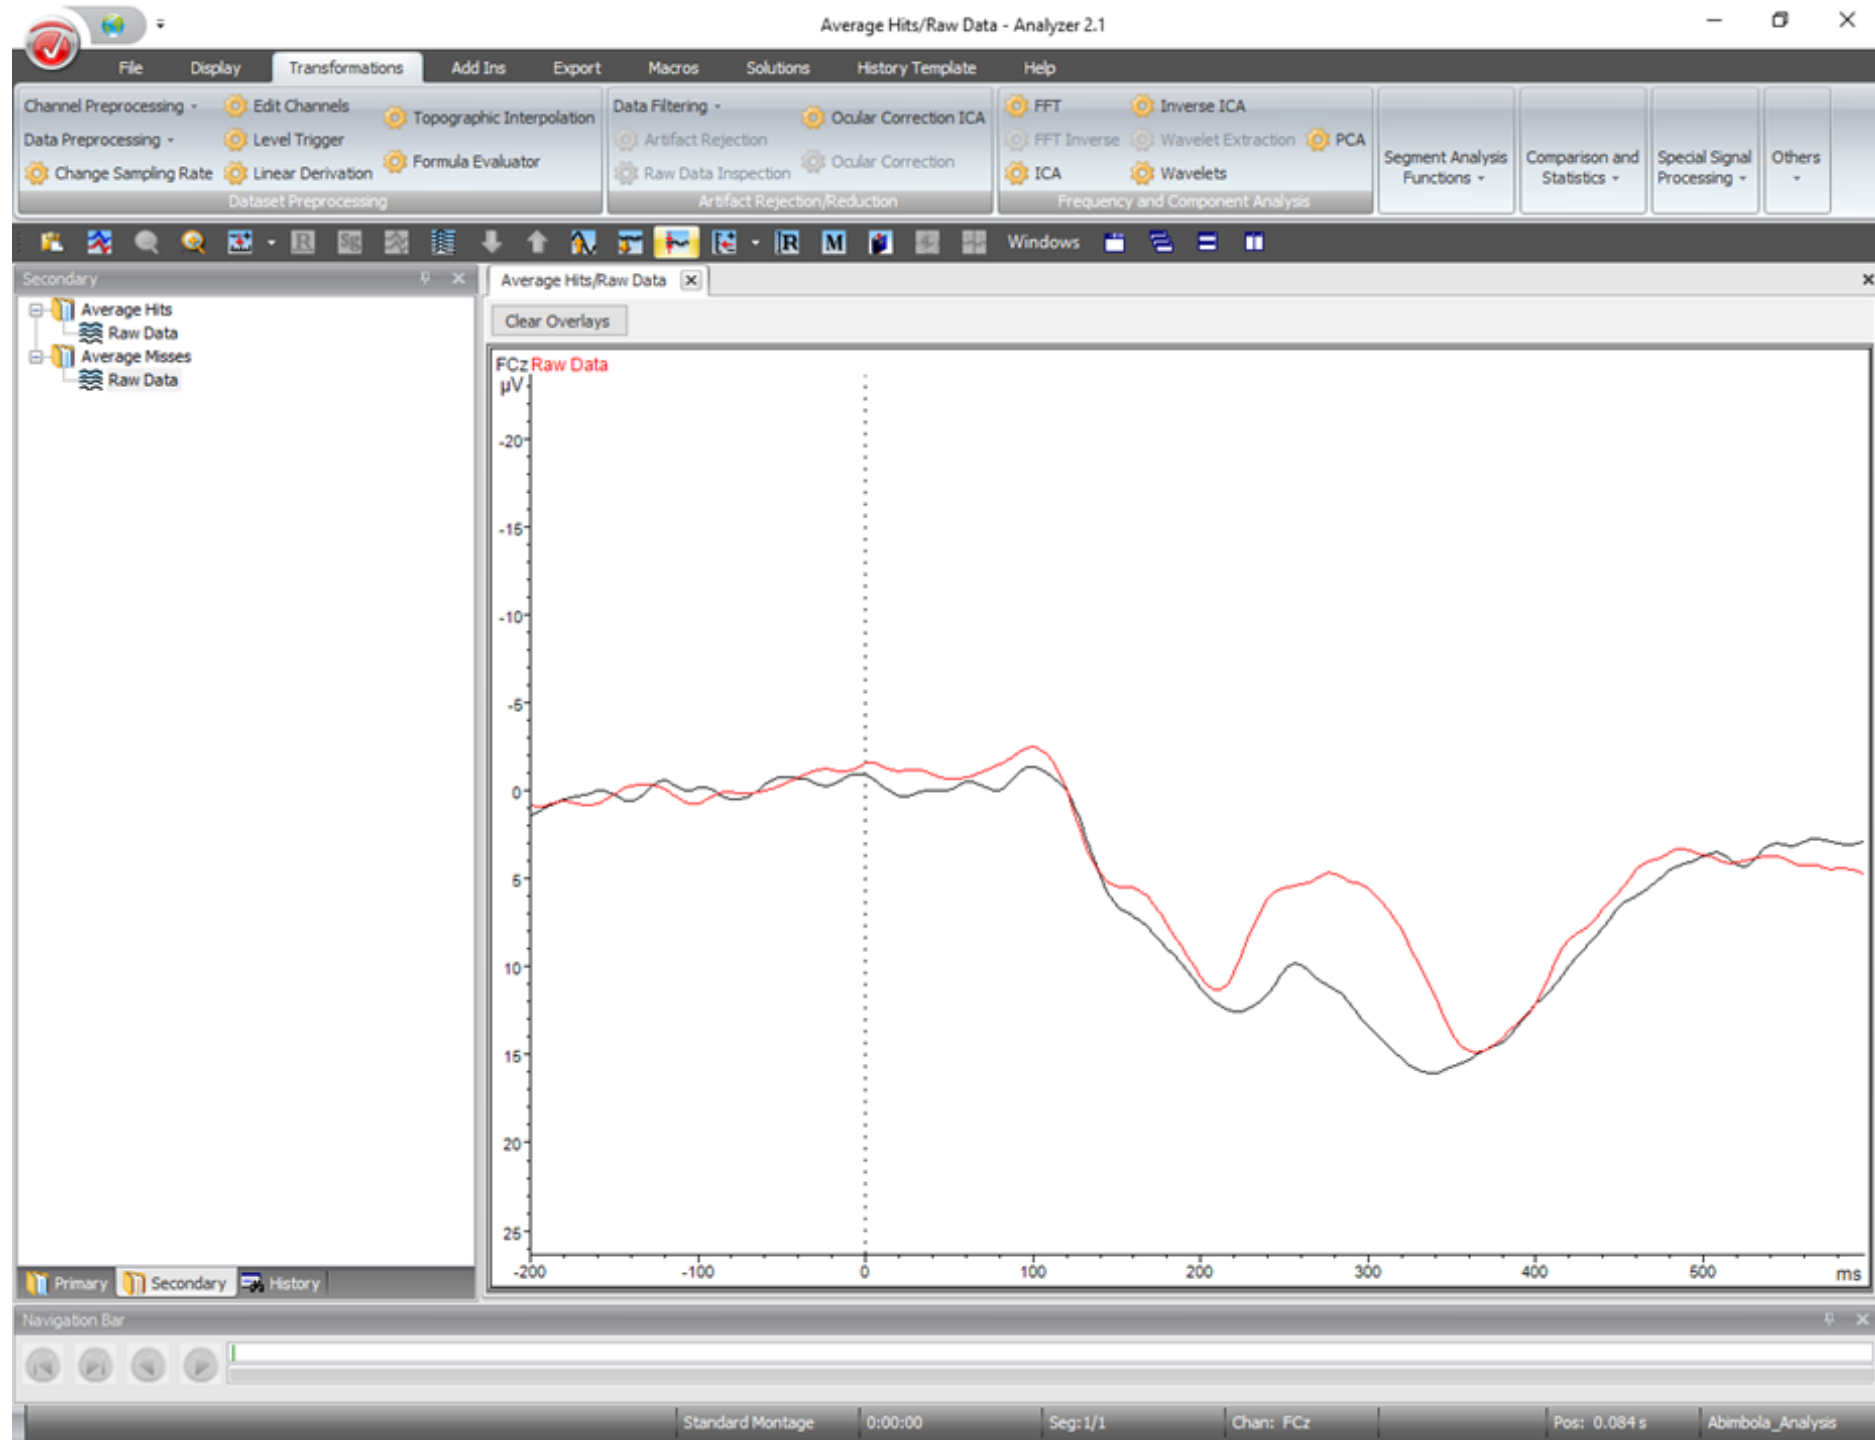 Average Hits/Raw Data - Analyzer 2.1
File Display Transformations Add Ins Export Macros Solutions History Template Help
Channel Preprocessing
Data Preprocessing
Change Sampling Rate
Edit Channels
Level Trigger
Linear Derivation
Topographic Interpolation
Formula Evaluator
Dataset Preprocessing
Data Filtering
Artifact Rejection
Raw Data Inspection
Ocular Correction ICA
Ocular Correction
Artifact Rejection/Reduction
FFT
FFT Inverse
ICA
Inverse ICA
Wavelet Extraction
Wavelets
PCA
Frequency and Component Analysis
Segment Analysis
Functions
Comparison and
Statistics
Special Signal
Processing
Others
R Sg R M Windows
Secondary
Average Hits
Raw Data
Average Misses
Raw Data
Average Hits/Raw Data
Clear Overlays
FCz Raw Data
µV
-20
-15
-10
-5
0
5
10
15
20
25
-200 -100 0 100 200 300 400 500 ms
Primary Secondary History
Navigation Bar
Standard Montage 0:00:00 Seg:1/1 Chan: FCz Pos: 0.084 s Abimbola_Analysis